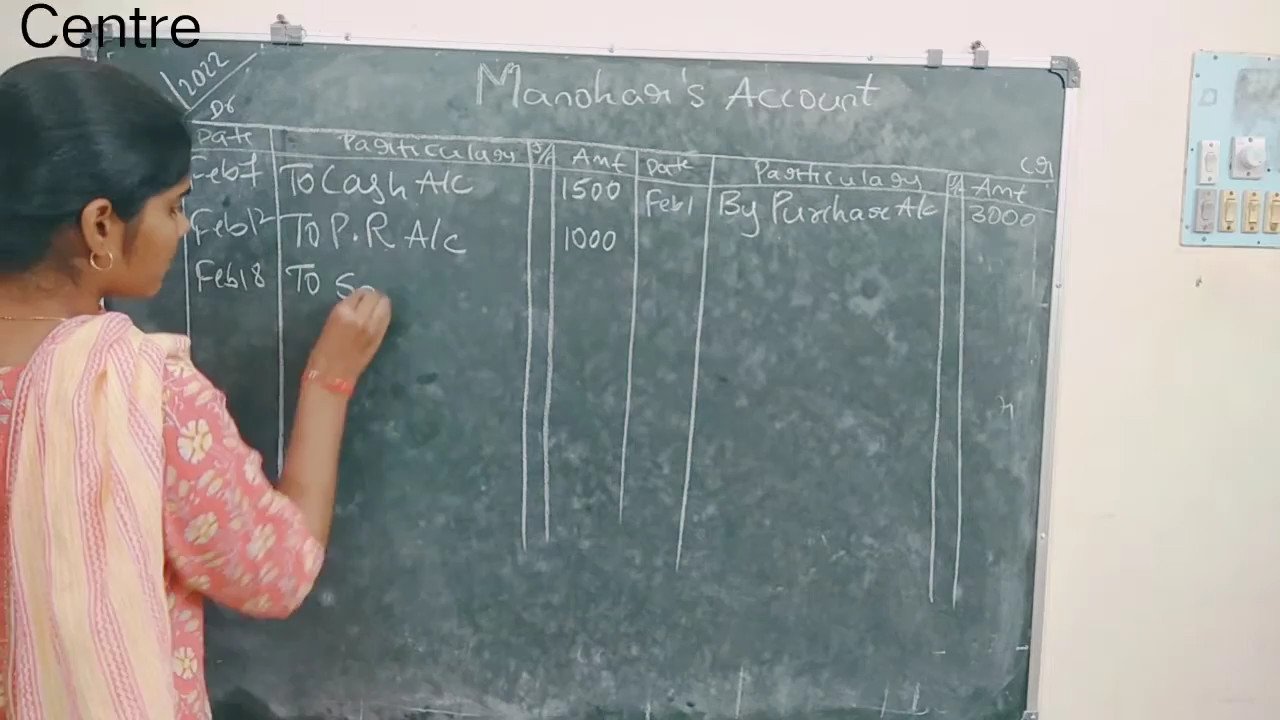 Centre
2022
Manohar's Account
Dr
Cr
Date Particulars J/f Amt Date Particulars J/f Amt
Feb 7 To Cash A/c 1500 Feb 1 By Purchase A/c 3000
Feb 12 To P.R A/c 1000
Feb 18 To